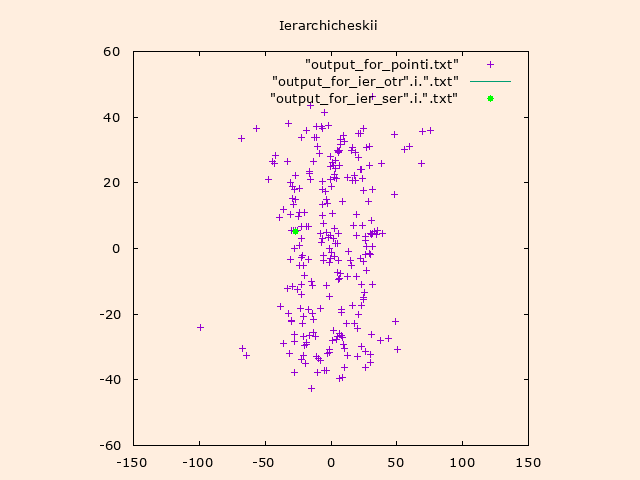 Ierarchicheskii
"output_for_pointi.txt"
"output_for_ier_otr".i.".txt"
"output_for_ier_ser".i.".txt"
60
40
20
0
-20
-40
-60
-150 -100 -50 0 50 100 150